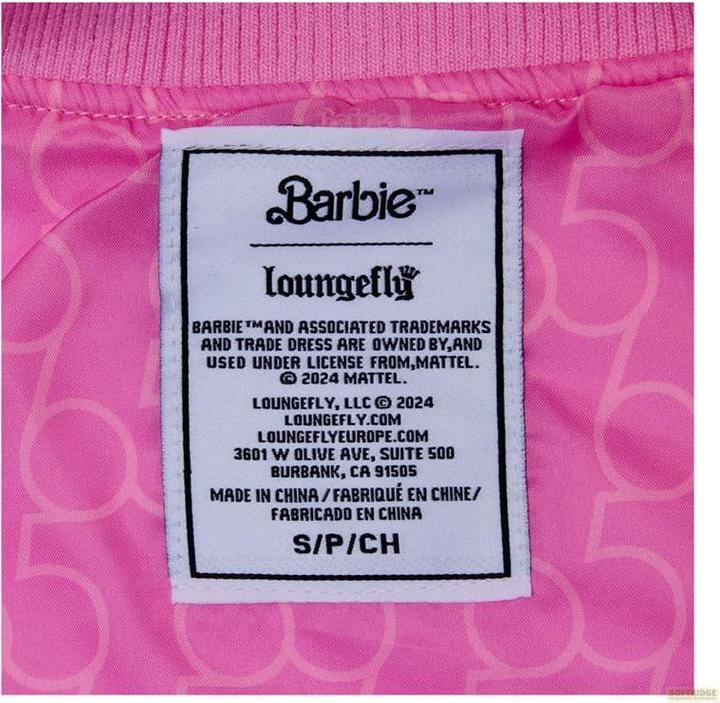 Barbie™
loungefly
BARBIE™AND ASSOCIATED TRADEMARKS
AND TRADE DRESS ARE OWNED BY,AND
USED UNDER LICENSE FROM,MATTEL.
© 2024 MATTEL.
LOUNGEFLY, LLC © 2024
LOUNGEFLY.COM
LOUNGEFLYEUROPE.COM
3601 W OLIVE AVE, SUITE 500
BURBANK, CA 91505
MADE IN CHINA / FABRIQUÉ EN CHINE/
FABRICADO EN CHINA
S/P/CH
SOFTRIDGE